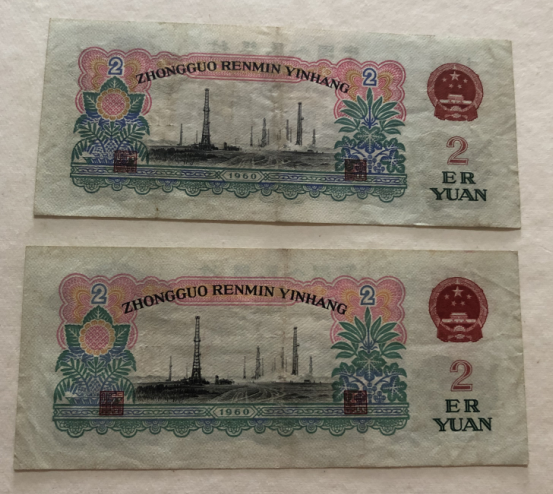 2 ZHONGGUO RENMIN YINHANG 2
2
ER
YUAN
1960
2 ZHONGGUO RENMIN YINHANG 2
2
ER
YUAN
1960